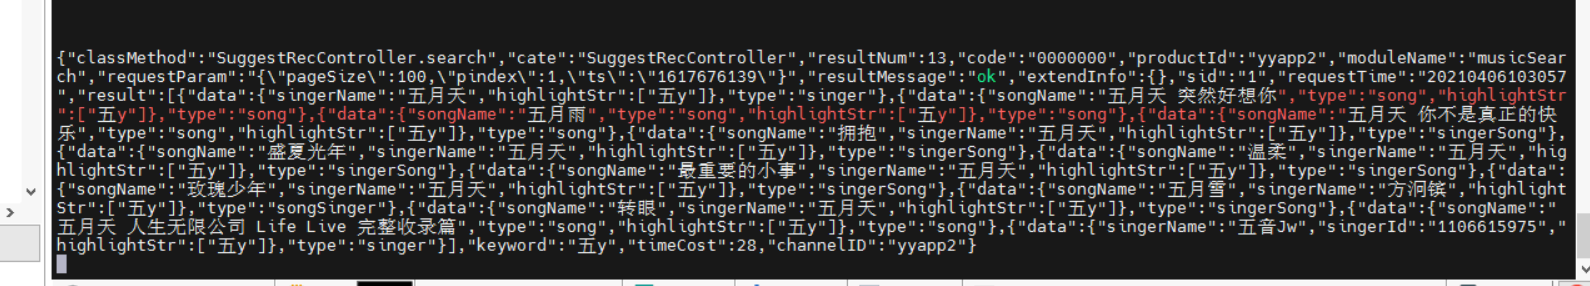 {"classMethod":"SuggestRecController.search","cate":"SuggestRecController","resultNum":13,"code":"0000000","productId":"yyapp2","moduleName":"musicSear
ch","requestParam":"{\"pageSize\":100,\"pindex\":1,\"ts\":\"1617676139\"}","resultMessage":"ok","extendInfo":{},"sid":"1","requestTime":"20210406103057
","result":[{"data":{"singerName":"五月天","highlightStr":["五y"]},"type":"singer"},{"data":{"songName":"五月天 突然好想你","type":"song","highlightStr
":["五y"]},"type":"song"},{"data":{"songName":"五月雨","type":"song","highlightStr":["五y"]},"type":"song"},{"data":{"songName":"五月天 你不是真正的快
乐","type":"song","highlightStr":["五y"]},"type":"song"},{"data":{"songName":"拥抱","singerName":"五月天","highlightStr":["五y"]},"type":"singerSong"},
{"data":{"songName":"盛夏光年","singerName":"五月天","highlightStr":["五y"]},"type":"singerSong"},{"data":{"songName":"温柔","singerName":"五月天","hig
hlightStr":["五y"]},"type":"singerSong"},{"data":{"songName":"最重要的小事","singerName":"五月天","highlightStr":["五y"]},"type":"singerSong"},{"data":
{"songName":"玫瑰少年","singerName":"五月天","highlightStr":["五y"]},"type":"singerSong"},{"data":{"songName":"五月雪","singerName":"方泂镔","highlight
Str":["五y"]},"type":"songSinger"},{"data":{"songName":"转眼","singerName":"五月天","highlightStr":["五y"]},"type":"singerSong"},{"data":{"songName":"
五月天 人生无限公司 Life Live 完整收录篇","type":"song","highlightStr":["五y"]},"type":"song"},{"data":{"singerName":"五音Jw","singerId":"1106615975","
highlightStr":["五y"]},"type":"singer"}],"keyword":"五y","timeCost":28,"channelID":"yyapp2"}